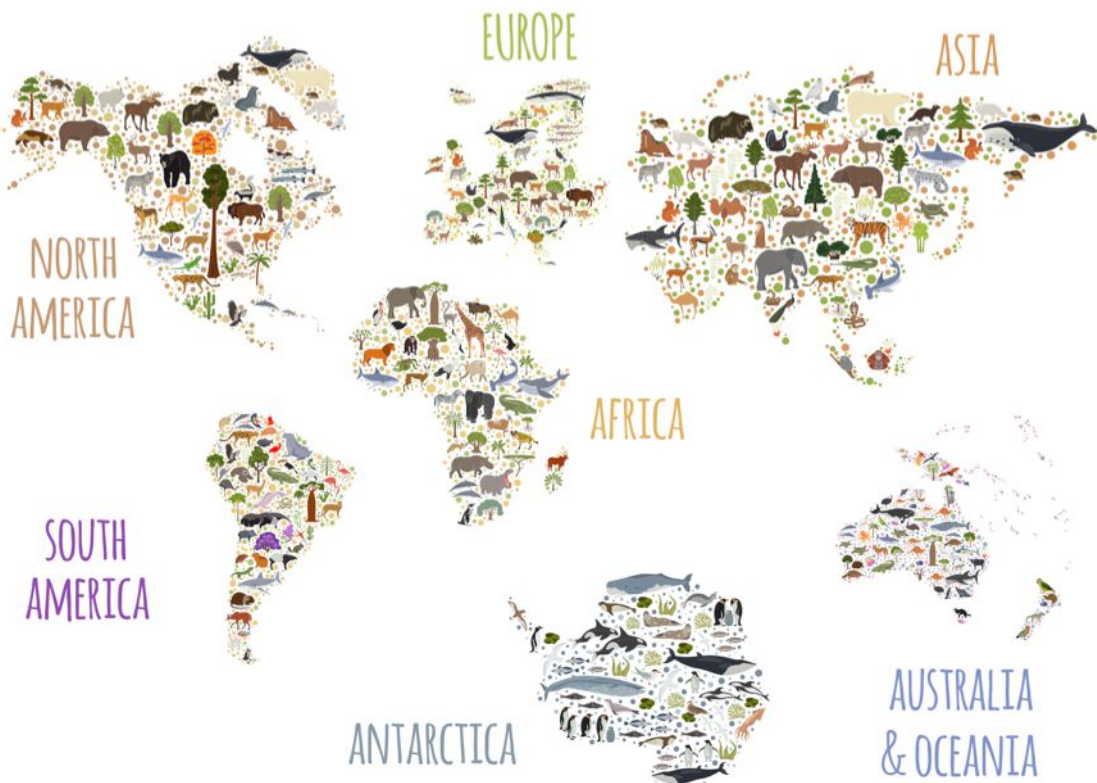 EUROPE
ASIA
NORTH
AMERICA
AFRICA
SOUTH
AMERICA
ANTARCTICA
AUSTRALIA
& OCEANIA